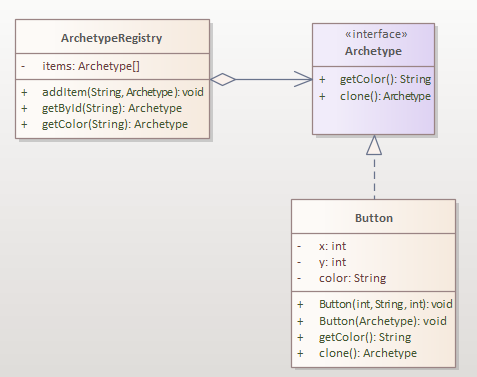 ArchetypeRegistry
- items: Archetype[]
+ addItem(String, Archetype): void
+ getById(String): Archetype
+ getColor(String): Archetype
«interface»
Archetype
+ getColor(): String
+ clone(): Archetype
Button
- x: int
- y: int
- color: String
+ Button(int, String, int): void
+ Button(Archetype): void
+ getColor(): String
+ clone(): Archetype